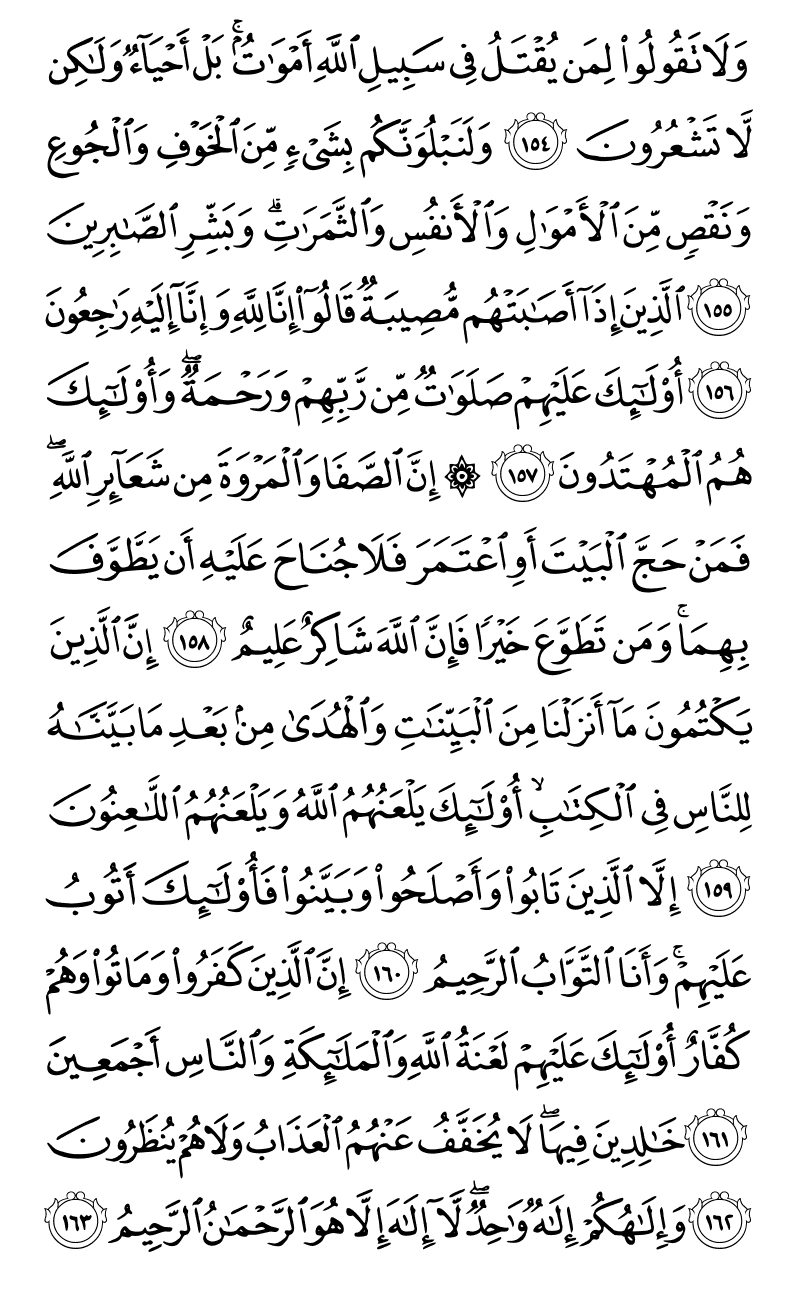 وَلَا تَقُولُوا۟ لِمَن يُقْتَلُ فِى سَبِيلِ ٱللَّهِ أَمْوَٰتٌۢ ۚ بَلْ أَحْيَآءٌ وَلَٰكِن
لَّا تَشْعُرُونَ ١٥٤ وَلَنَبْلُوَنَّكُم بِشَىْءٍ مِّنَ ٱلْخَوْفِ وَٱلْجُوعِ
وَنَقْصٍ مِّنَ ٱلْأَمْوَٰلِ وَٱلْأَنفُسِ وَٱلثَّمَرَٰتِ ۗ وَبَشِّرِ ٱلصَّٰبِرِينَ
١٥٥ ٱلَّذِينَ إِذَآ أَصَٰبَتْهُم مُّصِيبَةٌ قَالُوٓا۟ إِنَّا لِلَّهِ وَإِنَّآ إِلَيْهِ رَٰجِعُونَ
١٥٦ أُو۟لَٰٓئِكَ عَلَيْهِمْ صَلَوَٰتٌ مِّن رَّبِّهِمْ وَرَحْمَةٌ ۖ وَأُو۟لَٰٓئِكَ
هُمُ ٱلْمُهْتَدُونَ ١٥٧ ۞ إِنَّ ٱلصَّفَا وَٱلْمَرْوَةَ مِن شَعَآئِرِ ٱللَّهِ ۖ
فَمَنْ حَجَّ ٱلْبَيْتَ أَوِ ٱعْتَمَرَ فَلَا جُنَاحَ عَلَيْهِ أَن يَطَّوَّفَ
بِهِمَا ۚ وَمَن تَطَوَّعَ خَيْرًا فَإِنَّ ٱللَّهَ شَاكِرٌ عَلِيمٌ ١٥٨ إِنَّ ٱلَّذِينَ
يَكْتُمُونَ مَآ أَنزَلْنَا مِنَ ٱلْبَيِّنَٰتِ وَٱلْهُدَىٰ مِنۢ بَعْدِ مَا بَيَّنَّٰهُ
لِلنَّاسِ فِى ٱلْكِتَٰبِ ۙ أُو۟لَٰٓئِكَ يَلْعَنُهُمُ ٱللَّهُ وَيَلْعَنُهُمُ ٱللَّٰعِنُونَ
١٥٩ إِلَّا ٱلَّذِينَ تَابُوا۟ وَأَصْلَحُوا۟ وَبَيَّنُوا۟ فَأُو۟لَٰٓئِكَ أَتُوبُ
عَلَيْهِمْ ۚ وَأَنَا ٱلتَّوَّابُ ٱلرَّحِيمُ ١٦٠ إِنَّ ٱلَّذِينَ كَفَرُوا۟ وَمَاتُوا۟ وَهُمْ
كُفَّارٌ أُو۟لَٰٓئِكَ عَلَيْهِمْ لَعْنَةُ ٱللَّهِ وَٱلْمَلَٰٓئِكَةِ وَٱلنَّاسِ أَجْمَعِينَ
١٦١ خَٰلِدِينَ فِيهَا ۖ لَا يُخَفَّفُ عَنْهُمُ ٱلْعَذَابُ وَلَا هُمْ يُنظَرُونَ
١٦٢ وَإِلَٰهُكُمْ إِلَٰهٌ وَٰحِدٌ ۖ لَّآ إِلَٰهَ إِلَّا هُوَ ٱلرَّحْمَٰنُ ٱلرَّحِيمُ ١٦٣